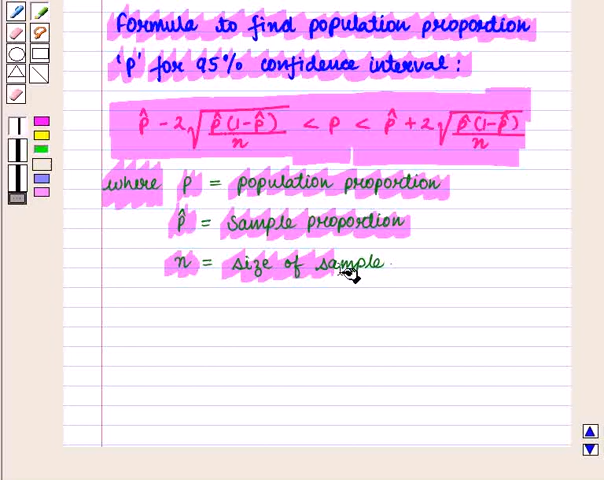 Formula to find population proportion
'p' for 95% confidence interval :
p̂ - 2√(p̂(1-p̂)/n) < p < p̂ + 2√(p̂(1-p̂)/n)
where p = population proportion
p̂ = Sample proportion
n = size of sample.